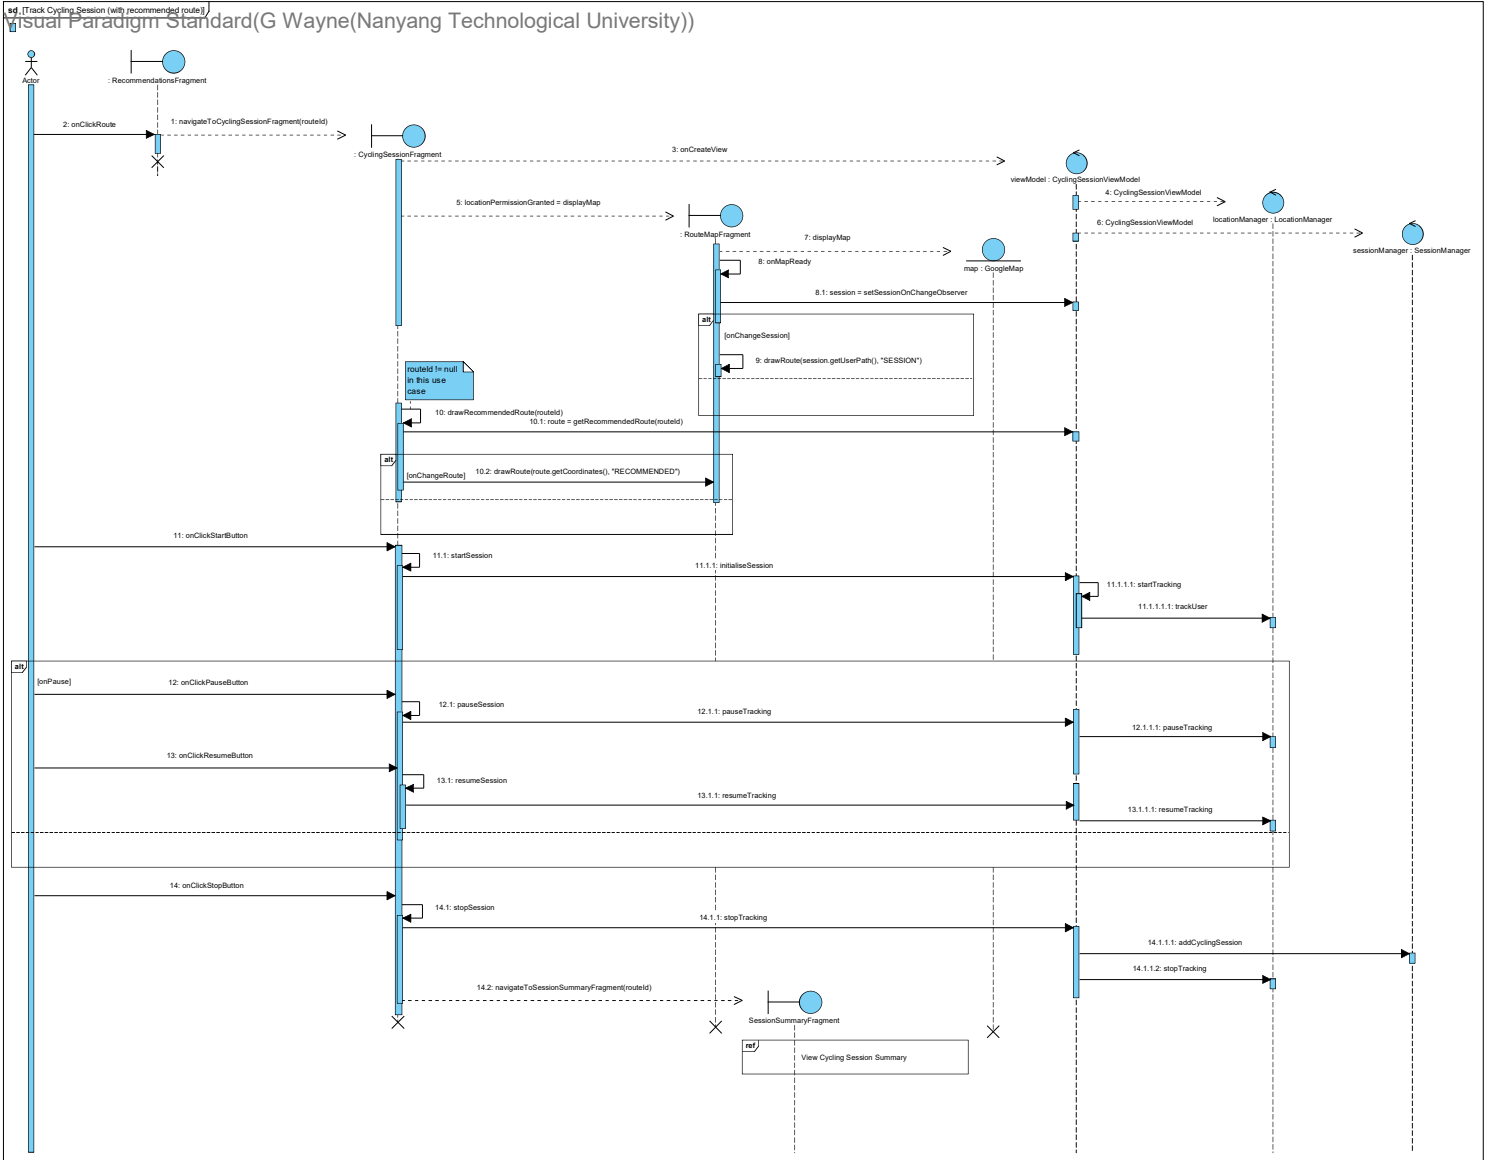 sd [Track Cycling Session (with recommended route)]
Visual Paradigm Standard(G Wayne(Nanyang Technological University))
Actor
: RecommendationsFragment
2: onClickRoute
1: navigateToCyclingSessionFragment(routeId)
: CyclingSessionFragment
3: onCreateView
viewModel : CyclingSessionViewModel
4: CyclingSessionViewModel
locationManager : LocationManager
5: locationPermissionGranted = displayMap
: RouteMapFragment
6: CyclingSessionViewModel
sessionManager : SessionManager
7: displayMap
map : GoogleMap
8: onMapReady
8.1: session = setSessionOnChangeObserver
alt
[onChangeSession]
9: drawRoute(session.getUserPath(), "SESSION")
routeId != null
in this use
case
10: drawRecommendedRoute(routeId)
10.1: route = getRecommendedRoute(routeId)
alt
[onChangeRoute]
10.2: drawRoute(route.getCoordinates(), "RECOMMENDED")
11: onClickStartButton
11.1: startSession
11.1.1: initialiseSession
11.1.1.1: startTracking
11.1.1.1.1: trackUser
alt
[onPause]
12: onClickPauseButton
12.1: pauseSession
12.1.1: pauseTracking
12.1.1.1: pauseTracking
13: onClickResumeButton
13.1: resumeSession
13.1.1: resumeTracking
13.1.1.1: resumeTracking
14: onClickStopButton
14.1: stopSession
14.1.1: stopTracking
14.1.1.1: addCyclingSession
14.1.1.2: stopTracking
14.2: navigateToSessionSummaryFragment(routeId)
SessionSummaryFragment
ref
View Cycling Session Summary